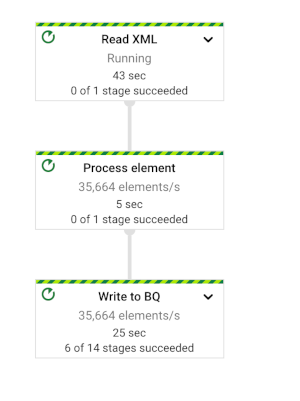 Read XML
Running
43 sec
0 of 1 stage succeeded
Process element
35,664 elements/s
5 sec
0 of 1 stage succeeded
Write to BQ
35,664 elements/s
25 sec
6 of 14 stages succeeded